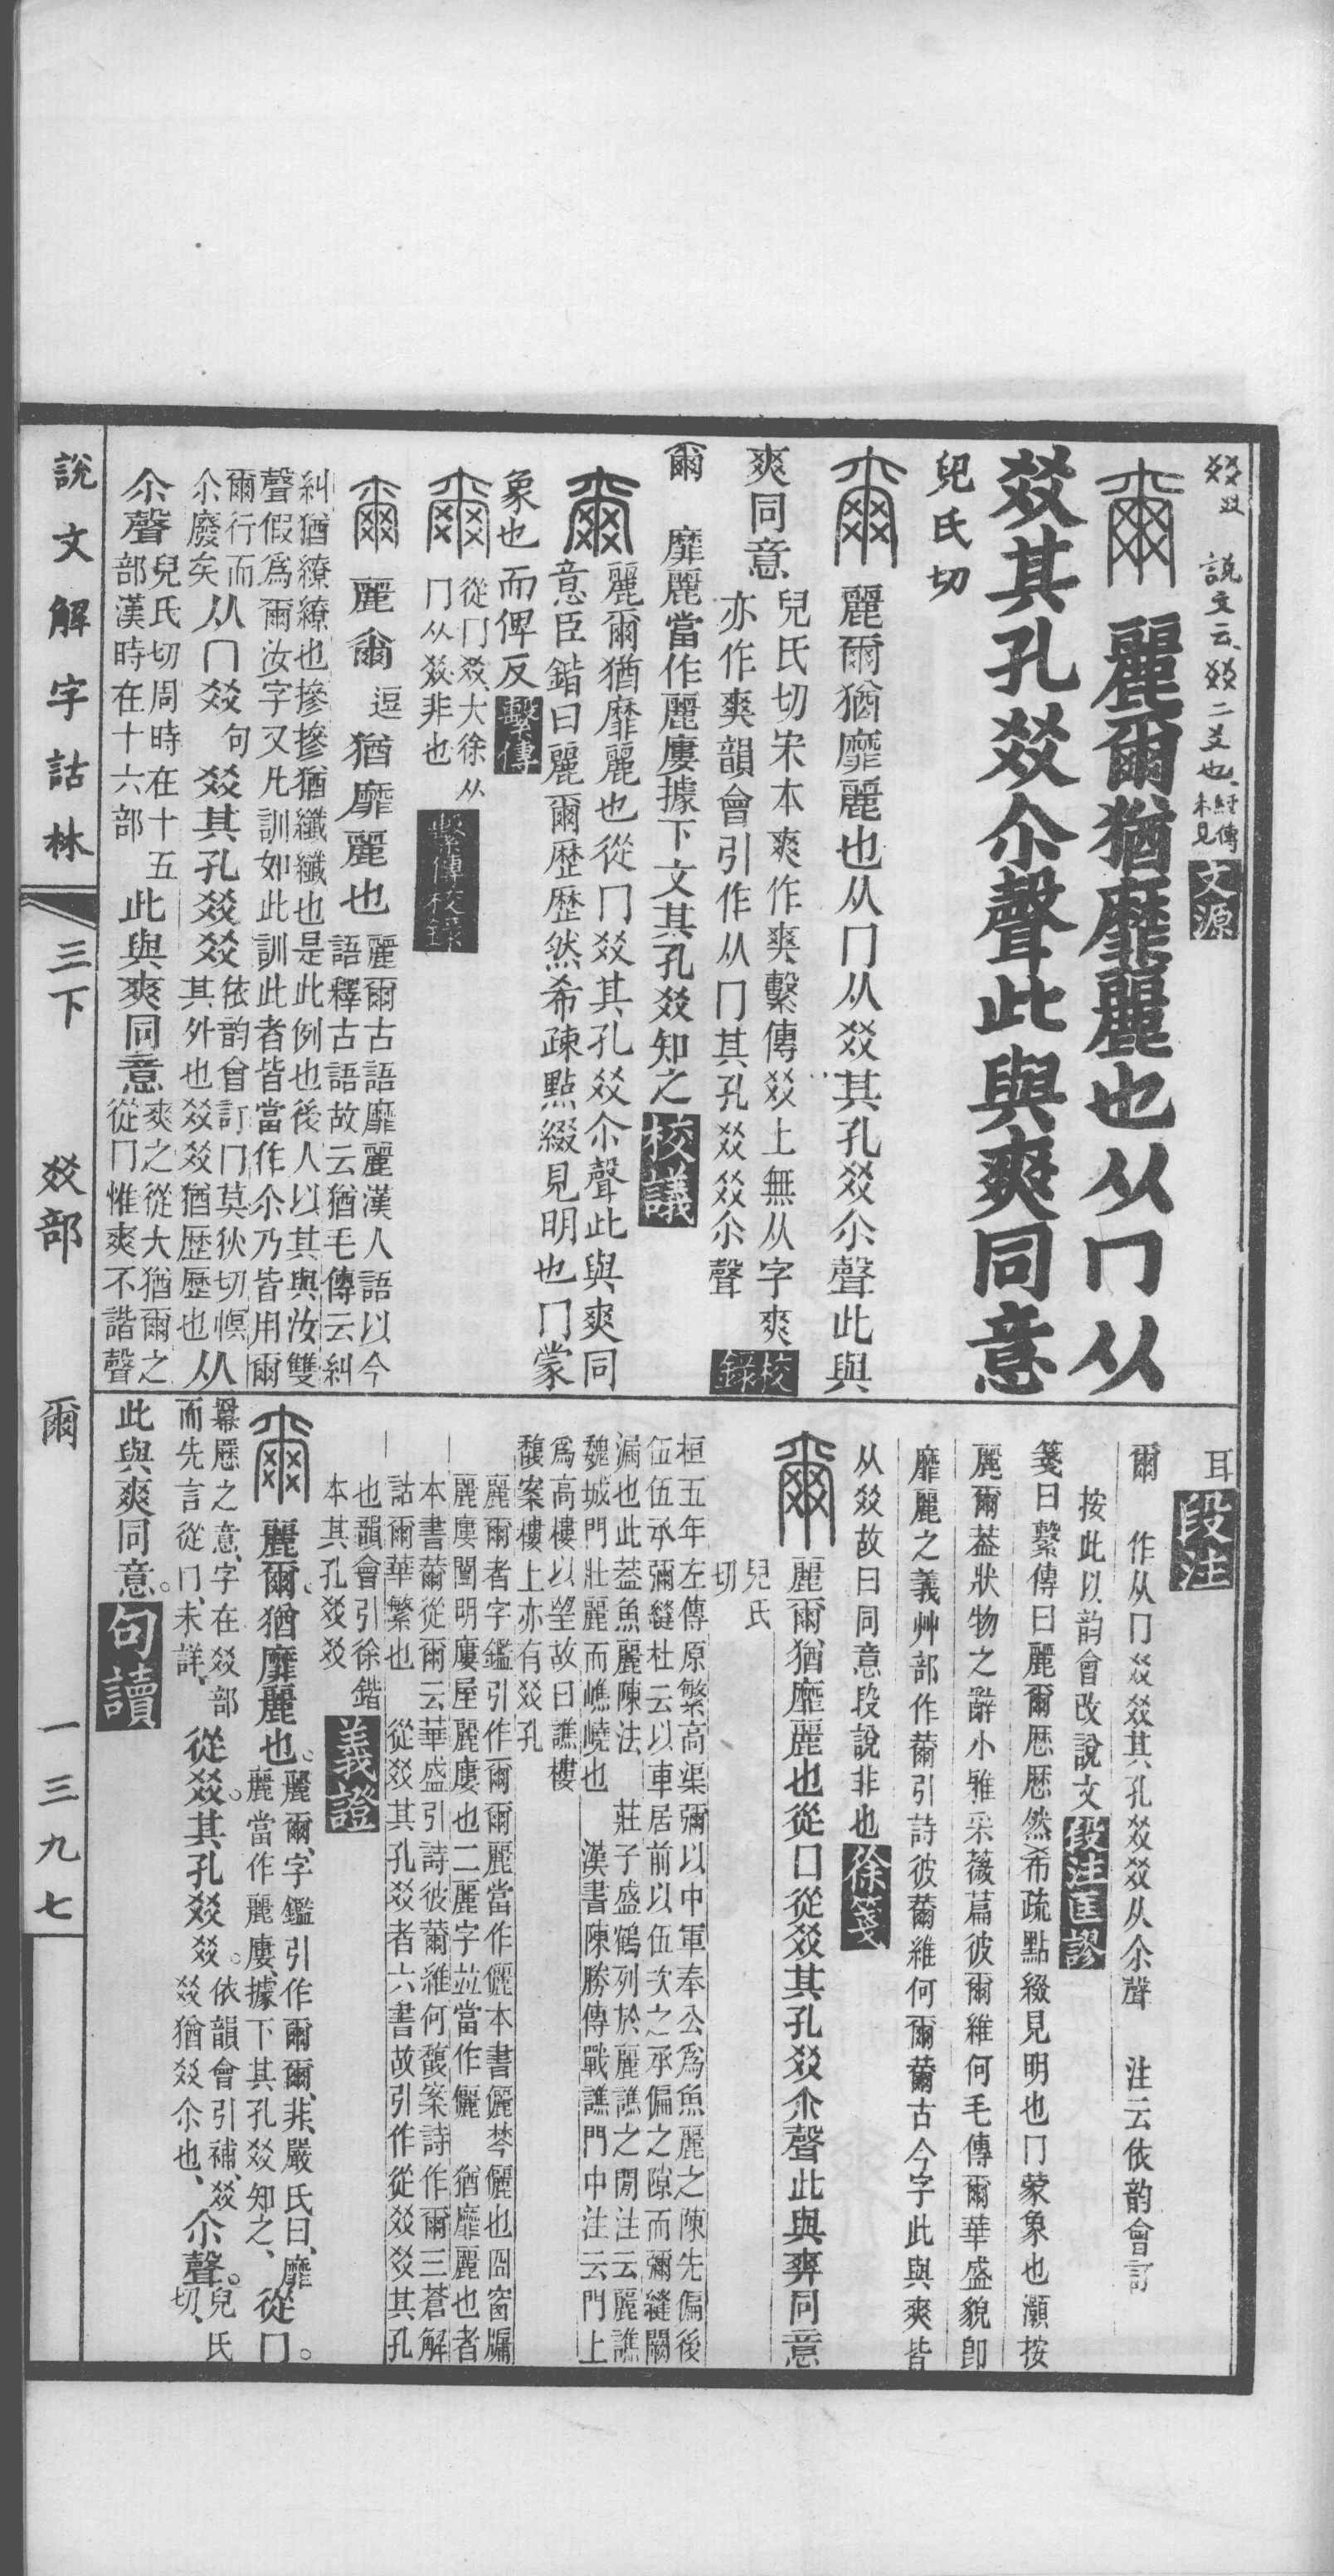 㸚㸚 說文云㸚二爻也經傳未見 文源
爾 麗爾猶靡麗也从冂从
㸚其孔㸚尒聲此與爽同意
兒氏切
爾 麗爾猶靡麗也从冂从㸚其孔㸚尒聲此與
爽同意
兒氏切宋本爽作爽繫傳㸚上無从字爽
亦作爽韻會引作从冂其孔㸚㸚尒聲 校錄
爾 靡麗當作麗廔據下文其孔㸚知之 校議
爾 麗爾猶靡麗也從冂㸚其孔㸚尒聲此與爽同
意臣鍇曰麗爾歴歴然希疎點綴見明也冂蒙
象也而俾反 繫傳
爾 從冂㸚大徐从
冂从㸚非也 繫傳校錄
爾 麗爾逗猶靡麗也
麗爾古語靡麗漢人語以今
語釋古語故云猶毛傳云糾
糾猶繚繚也摻摻猶纖纖也是此例也後人以其與汝雙
聲假爲爾汝字又凡訓如此訓此者皆當作尒乃皆用爾
爾行而
尒廢矣
从冂㸚句㸚其孔㸚㸚
依韵會訂冂莫狄切幎
其外也㸚㸚猶歴歴也
从
尒聲
兒氏切周時在十五
部漢時在十六部
此與爽同意
爽之從大猶爾之
從冂惟爽不諧聲
耳 段注
爾 作从冂㸚㸚其孔㸚㸚从尒聲 注云依韵會訂
按此以韵會改說文 段注匡謬
箋曰繫傳曰麗爾歴歴然希疏點綴見明也冂蒙象也灝按
麗爾葢狀物之辭小雅采薇篇彼爾維何毛傳爾華盛貌卽
靡麗之義艸部作薾引詩彼薾維何爾薾古今字此與爽皆
从㸚故曰同意段說非也 徐箋
爾 麗爾猶靡麗也從冂從㸚其孔㸚尒聲此與爽同意
兒氏
切
桓五年左傳原繁高渠彌以中軍奉公爲魚麗之陳先偏後
伍伍承彌縫杜云以車居前以伍次之承偏之隙而彌縫闕
漏也此葢魚麗陳法 莊子盛鶴列於麗譙之閒注云麗譙
魏城門壯麗而嶕嶢也 漢書陳勝傳戰譙門中注云門上
爲高樓以望故曰譙樓
馥案樓上亦有㸚孔
麗爾者字鑑引作爾爾麗當作儷本書儷棽儷也囧窗牖
麗廔闓明廔屋麗廔也二麗字竝當作儷 猶靡麗也者
本書薾從爾云華盛引詩彼薾維何馥案詩作爾三蒼解
詁爾華繁也 從㸚其孔㸚者六書故引作從㸚㸚其孔
也韻會引徐鍇
本其孔㸚㸚 義證
爾 麗爾猶靡麗也
麗爾字鑑引作爾爾非嚴氏曰靡
麗當作麗廔據下其孔㸚知之
從冂
冪歴之意字在㸚部
而先言從冂未詳
從㸚其孔㸚㸚
依韻會引補㸚
㸚猶㸚尒也
尒聲
兒氏
切
此與爽同意 句讀
說文解字詁林 三下 㸚部 爾 一三九七